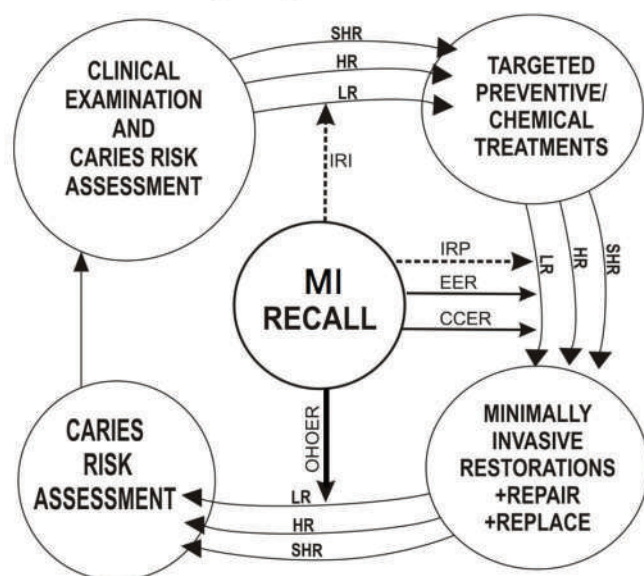 CLINICAL
EXAMINATION
AND
CARIES RISK
ASSESSMENT
SHR
HR
LR
TARGETED
PREVENTIVE/
CHEMICAL
TREATMENTS
IRI
MI
RECALL
IRP
EER
CCER
LR
HR
SHR
OHOER
CARIES
RISK
ASSESSMENT
LR
HR
SHR
MINIMALLY
INVASIVE
RESTORATIONS
+REPAIR
+REPLACE